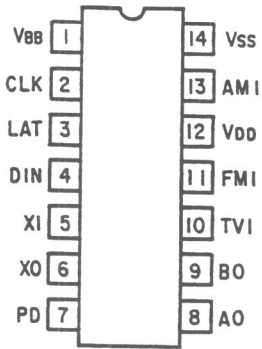 VBB 1 14 VSS
CLK 2 13 AMI
LAT 3 12 VDD
DIN 4 11 FMI
XI 5 10 TVI
XO 6 9 BO
PD 7 8 AO